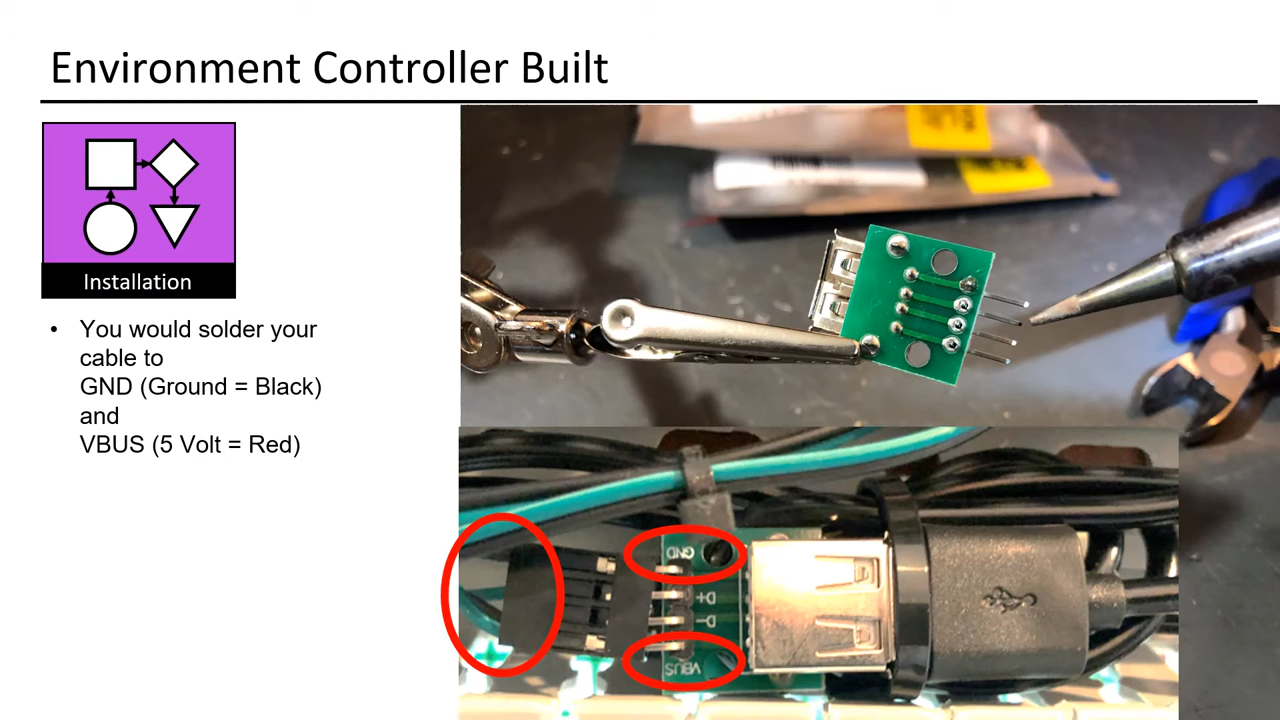 Environment Controller Built
Installation
• You would solder your
cable to
GND (Ground = Black)
and
VBUS (5 Volt = Red)
GND
D+
D-
VBUS